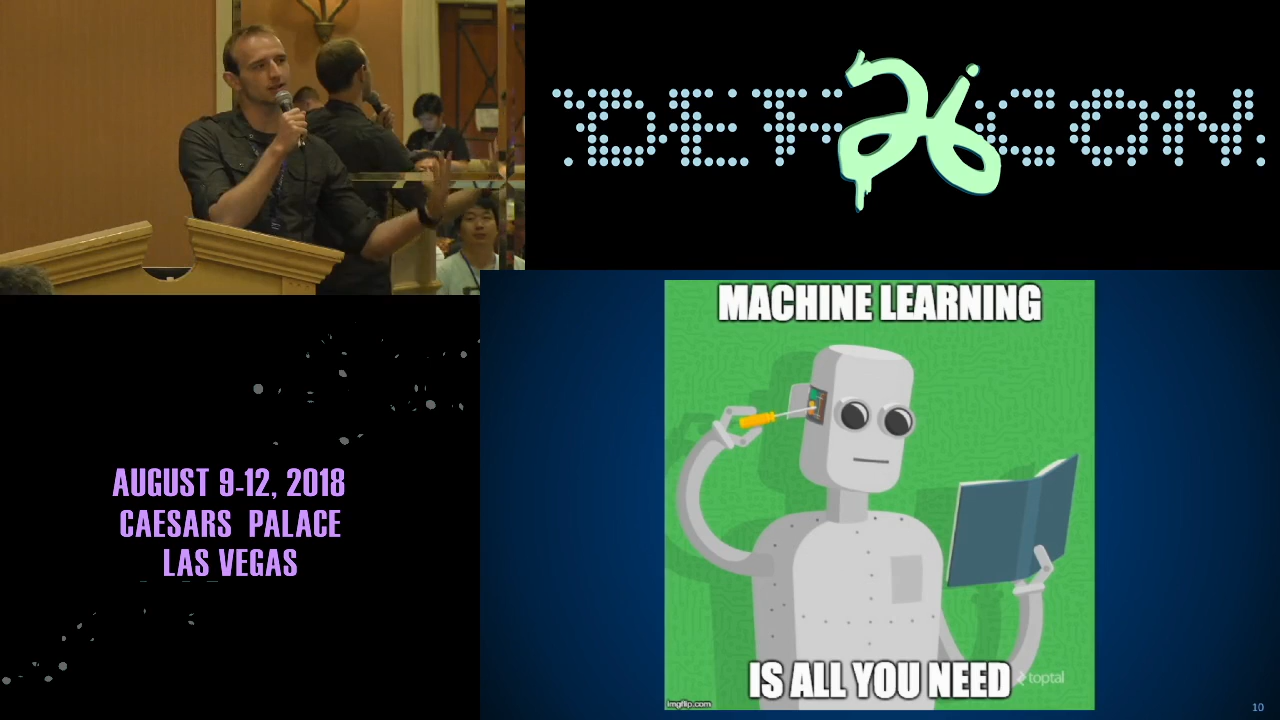 DEF 26 CON
MACHINE LEARNING
AUGUST 9-12, 2018
CAESARS PALACE
LAS VEGAS
IS ALL YOU NEED
toptal
imgflip.com
10